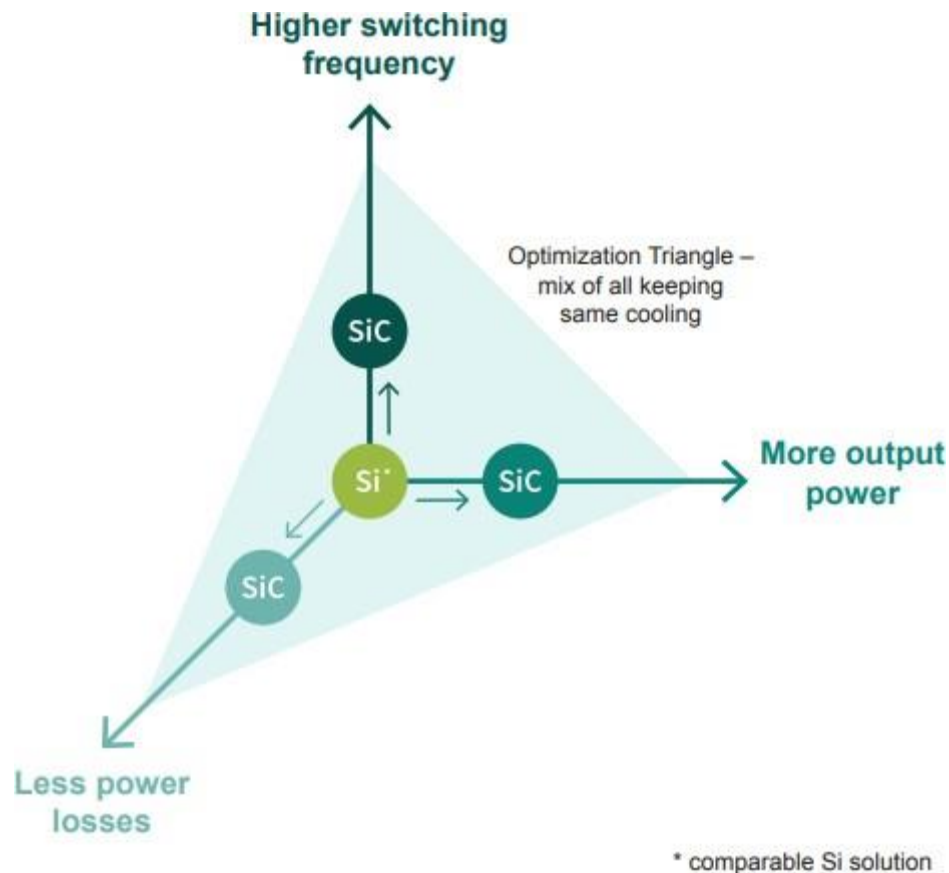 Higher switching
frequency
Optimization Triangle –
mix of all keeping
same cooling
SiC
Si*
SiC
More output
power
SiC
Less power
losses
* comparable Si solution